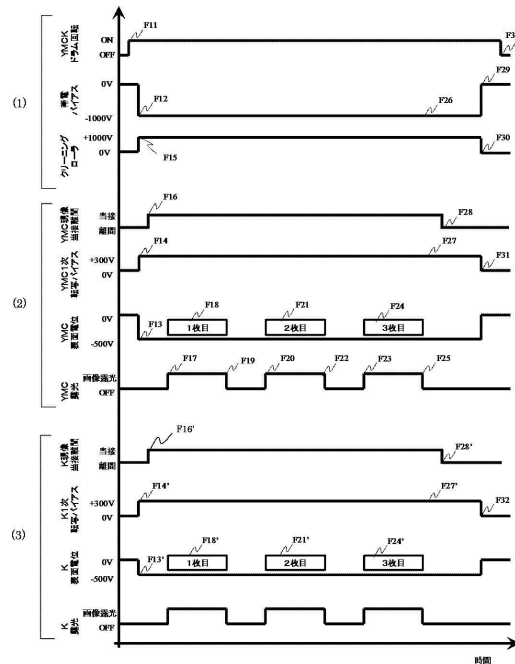 (1)
YMCK
ドラム回転
ON
OFF
F11
F3
帯電
バイアス
0V
-1000V
F12
F26
F29
クリーニング
ローラ
+1000V
0V
F15
F30
(2)
YMC現像
当接離間
当接
離間
F16
F28
YMC1次
転写バイアス
+300V
0V
F14
F27
F31
YMC
表面電位
0V
-500V
F13
F18
1枚目
F21
2枚目
F24
3枚目
YMC
露光
画像露光
OFF
F17
F19
F20
F22
F23
F25
(3)
K現像
当接離間
当接
離間
F16'
F28'
K1次
転写バイアス
+300V
0V
F14'
F27'
F32
K
表面電位
0V
-500V
F13'
F18'
1枚目
F21'
2枚目
F24'
3枚目
K
露光
画像露光
OFF
時間